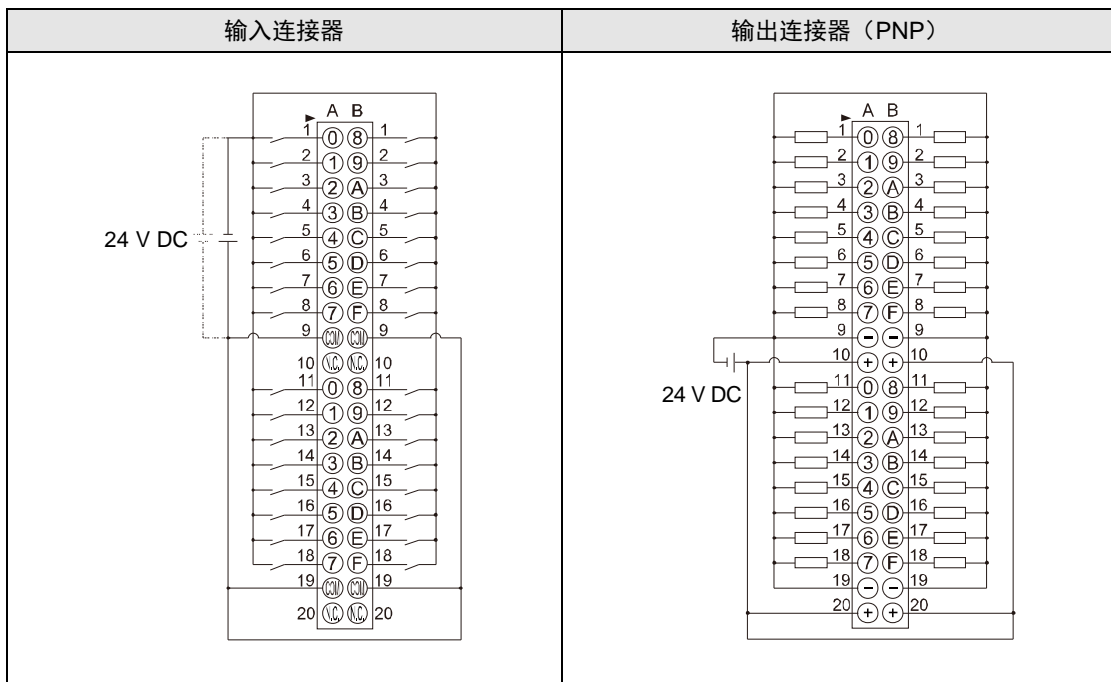 输入连接器
输出连接器（PNP）
A B
1 0 8 1
2 1 9 2
3 2 A 3
4 3 B 4
5 4 C 5
6 5 D 6
7 6 E 7
8 7 F 8
9 COM COM 9
10 N.C. N.C. 10
11 0 8 11
12 1 9 12
13 2 A 13
14 3 B 14
15 4 C 15
16 5 D 16
17 6 E 17
18 7 F 18
19 COM COM 19
20 N.C. N.C. 20
24 V DC
A B
1 0 8 1
2 1 9 2
3 2 A 3
4 3 B 4
5 4 C 5
6 5 D 6
7 6 E 7
8 7 F 8
9 - - 9
10 + + 10
11 0 8 11
12 1 9 12
13 2 A 13
14 3 B 14
15 4 C 15
16 5 D 16
17 6 E 17
18 7 F 18
19 - - 19
20 + + 20
24 V DC